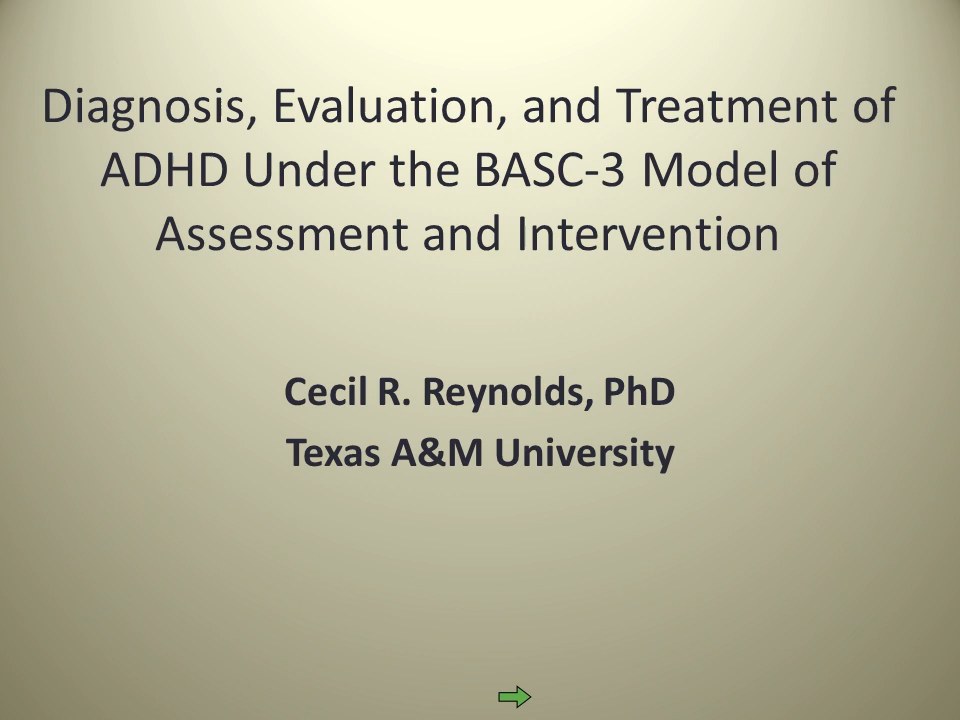 Diagnosis, Evaluation, and Treatment of
ADHD Under the BASC-3 Model of
Assessment and Intervention
Cecil R. Reynolds, PhD
Texas A&M University